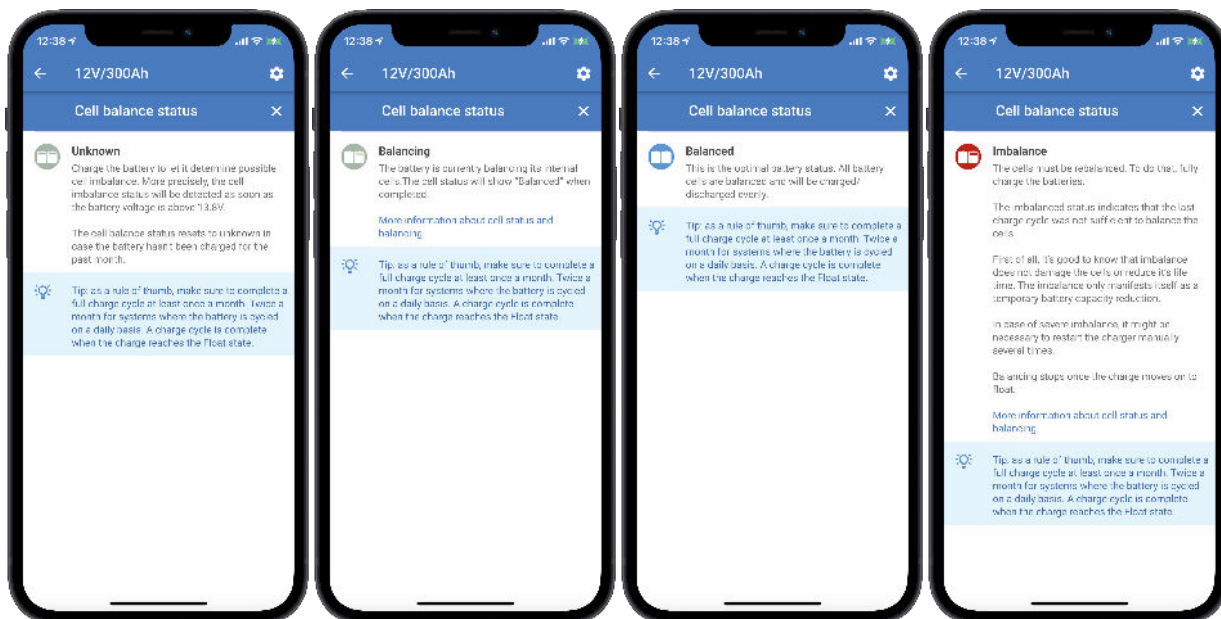 12:38
12V/300Ah
Cell balance status
Unknown
Charge the battery to let it determine possible
cell imbalance. More precisely, the cell
imbalance status will be detected as soon as
the battery voltage is above 13.8V.
The cell balance status resets to unknown in
case the battery hasn't been charged for the
past month.
Tip: as a rule of thumb, make sure to complete a
full charge cycle at least once a month. Twice a
month for systems where the battery is cycled
on a daily basis. A charge cycle is complete
when the charge reaches the Float state.
12:38
12V/300Ah
Cell balance status
Balancing
The battery is currently balancing its internal
cells. The cell status will show "Balanced" when
completed.
More information about cell status and
balancing
Tip: as a rule of thumb, make sure to complete a
full charge cycle at least once a month. Twice a
month for systems where the battery is cycled
on a daily basis. A charge cycle is complete
when the charge reaches the Float state.
12:38
12V/300Ah
Cell balance status
Balanced
This is the optimal battery status. All battery
cells are balanced and will be charged/
discharged evenly.
Tip: as a rule of thumb, make sure to complete a
full charge cycle at least once a month. Twice a
month for systems where the battery is cycled
on a daily basis. A charge cycle is complete
when the charge reaches the Float state.
12:38
12V/300Ah
Cell balance status
Imbalance
The cells must be rebalanced. To do that, fully
charge the batteries.
The imbalanced status indicates that the last
charge cycle was not sufficient to balance the
cells
First of all, it's good to know that imbalance
does not damage the cells or reduce it's life
time. The imbalance only manifests itself as a
temporary battery capacity reduction.
In case of severe imbalance, it might be
necessary to restart the charger manually
several times.
Balancing stops once the charge moves on to
float.
More information about cell status and
balancing
Tip: as a rule of thumb, make sure to complete a
full charge cycle at least once a month. Twice a
month for systems where the battery is cycled
on a daily basis. A charge cycle is complete
when the charge reaches the Float state.